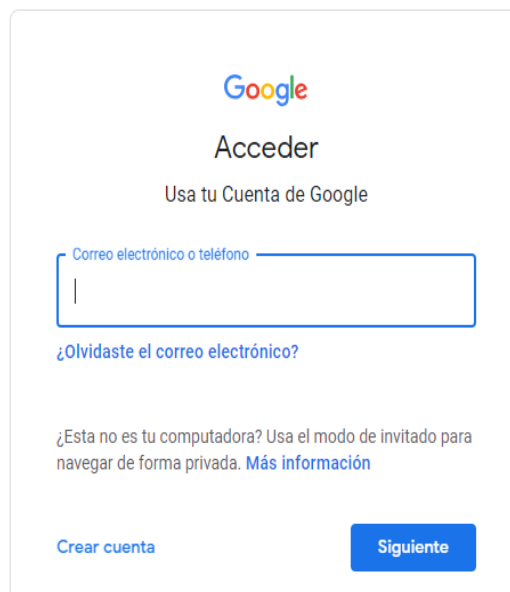 Google
Acceder
Usa tu Cuenta de Google
Correo electrónico o teléfono
¿Olvidaste el correo electrónico?
¿Esta no es tu computadora? Usa el modo de invitado para
navegar de forma privada. Más información
Crear cuenta
Siguiente